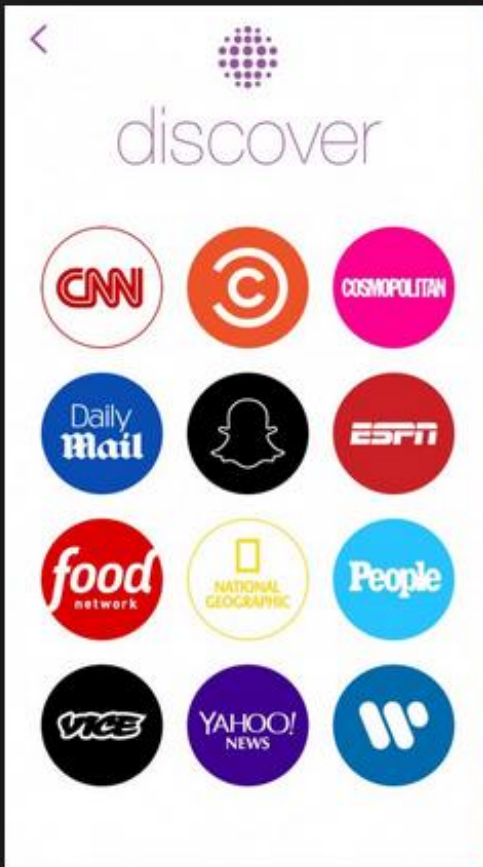 discover
CNN
C
COSMOPOLITAN
Daily
Mail
ESPN
food
network
NATIONAL
GEOGRAPHIC
People
VICE
YAHOO!
NEWS